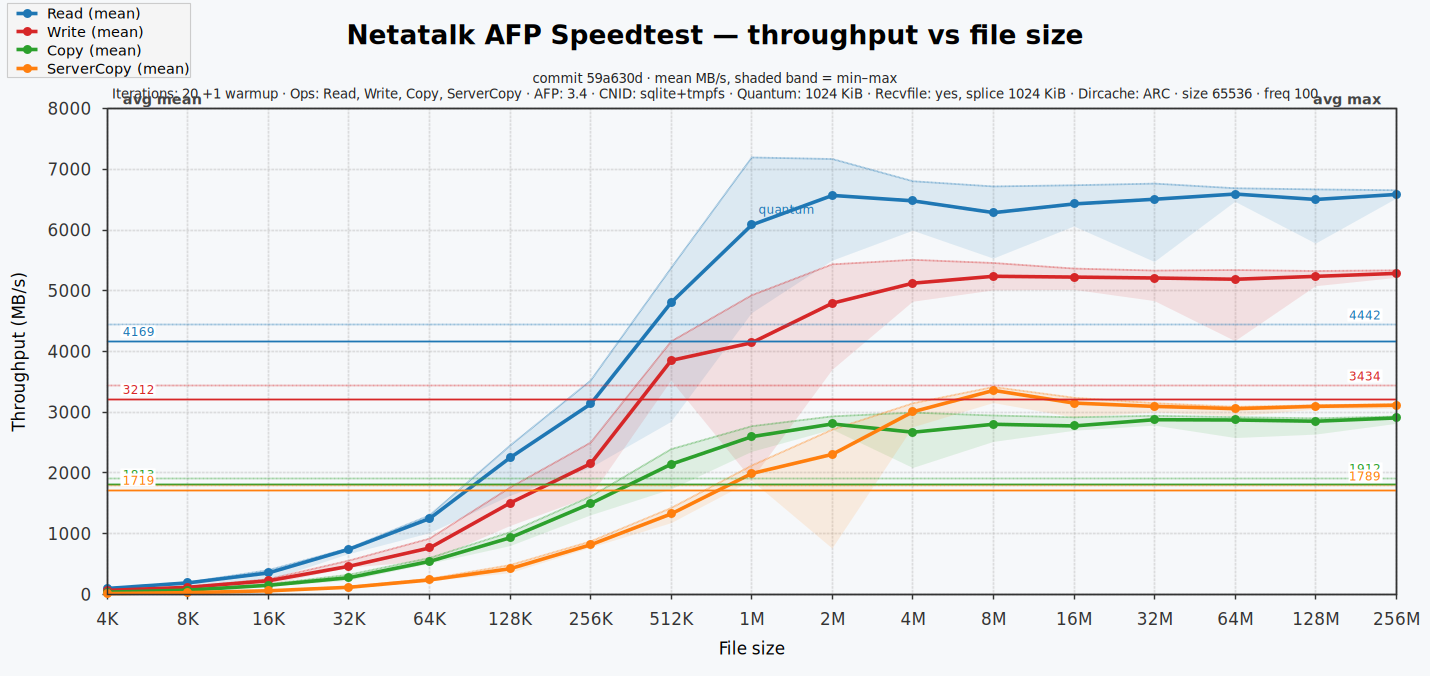 Read (mean)
Write (mean)
Copy (mean)
ServerCopy (mean)
Netatalk AFP Speedtest — throughput vs file size
commit 59a630d · mean MB/s, shaded band = min–max
Iterations: 20 +1 warmup · Ops: Read, Write, Copy, ServerCopy · AFP: 3.4 · CNID: sqlite+tmpfs · Quantum: 1024 KiB · Recvfile: yes, splice 1024 KiB · Dircache: ARC · size 65536 · freq 100
avg mean
avg max
8000
7000
6000
5000
4000
3000
2000
1000
0
Throughput (MB/s)
quantum
4169
4442
3212
3434
1912
1719
1789
4K 8K 16K 32K 64K 128K 256K 512K 1M 2M 4M 8M 16M 32M 64M 128M 256M
File size